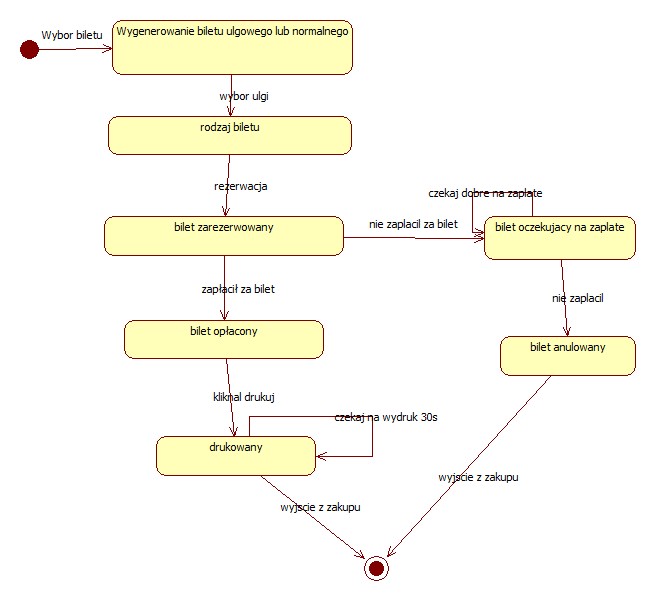 Wybor biletu
Wygenerowanie biletu ulgowego lub normalnego
wybor ulgi
rodzaj biletu
rezerwacja
czekaj dobre na zaplate
bilet zarezerwowany
nie zaplacil za bilet
bilet oczekujacy na zaplate
zapłacił za bilet
nie zaplacil
bilet opłacony
bilet anulowany
kliknal drukuj
czekaj na wydruk 30s
drukowany
wyjscie z zakupu
wyjscie z zakupu